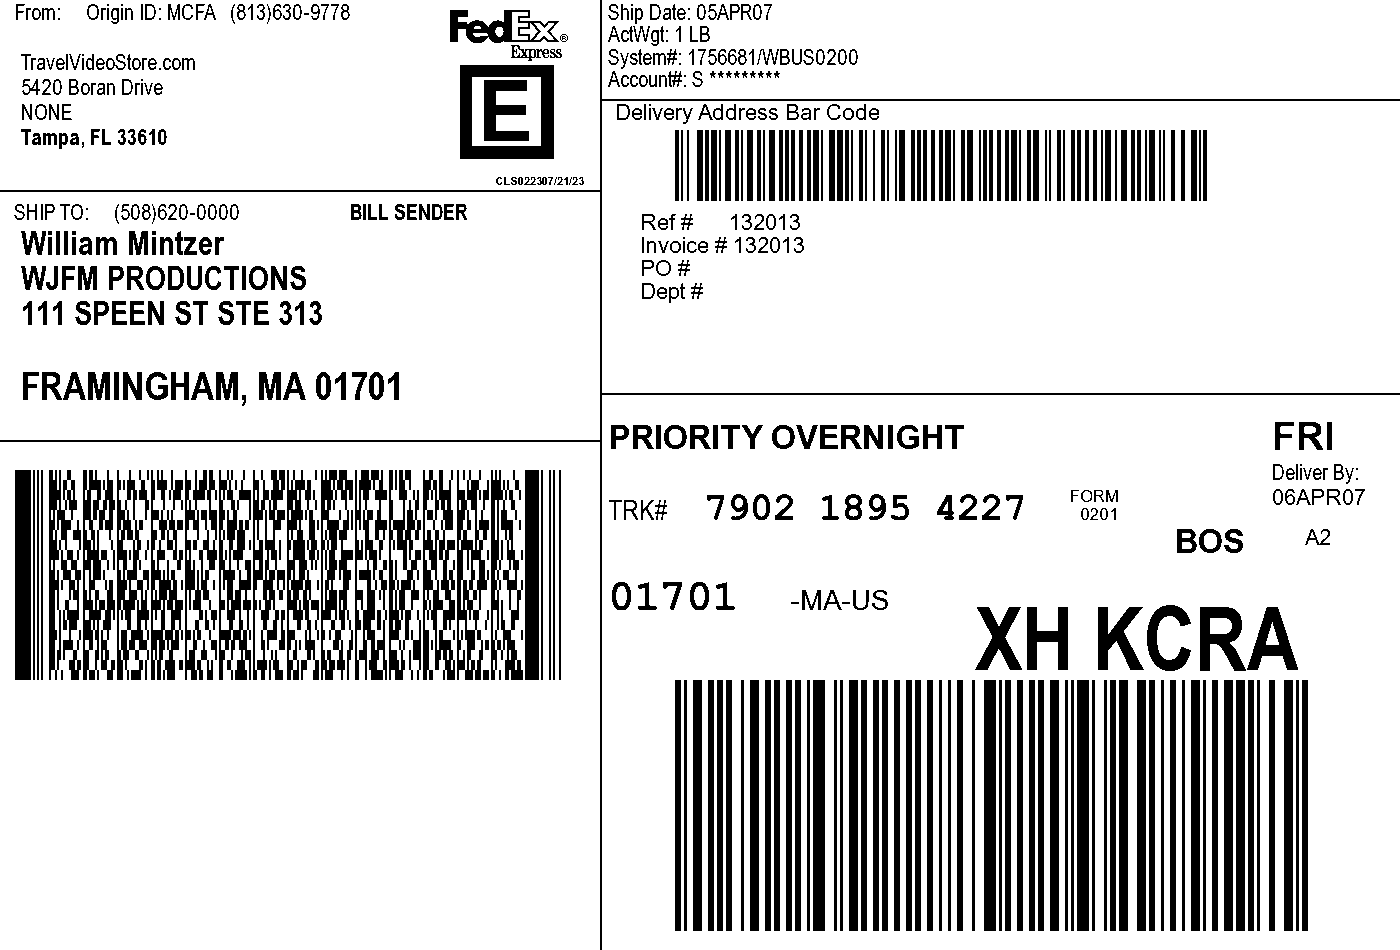 From: Origin ID: MCFA (813)630-9778
TravelVideoStore.com
5420 Boran Drive
NONE
Tampa, FL 33610
FedEx®
Express
E
CLS022307/21/23
SHIP TO: (508)620-0000 BILL SENDER
William Mintzer
WJFM PRODUCTIONS
111 SPEEN ST STE 313
FRAMINGHAM, MA 01701
Ship Date: 05APR07
ActWgt: 1 LB
System#: 1756681/WBUS0200
Account#: S *********
Delivery Address Bar Code
Ref # 132013
Invoice # 132013
PO #
Dept #
PRIORITY OVERNIGHT
FRI
Deliver By:
06APR07
TRK# 7902 1895 4227
FORM
0201
BOS A2
01701 -MA-US
XH KCRA